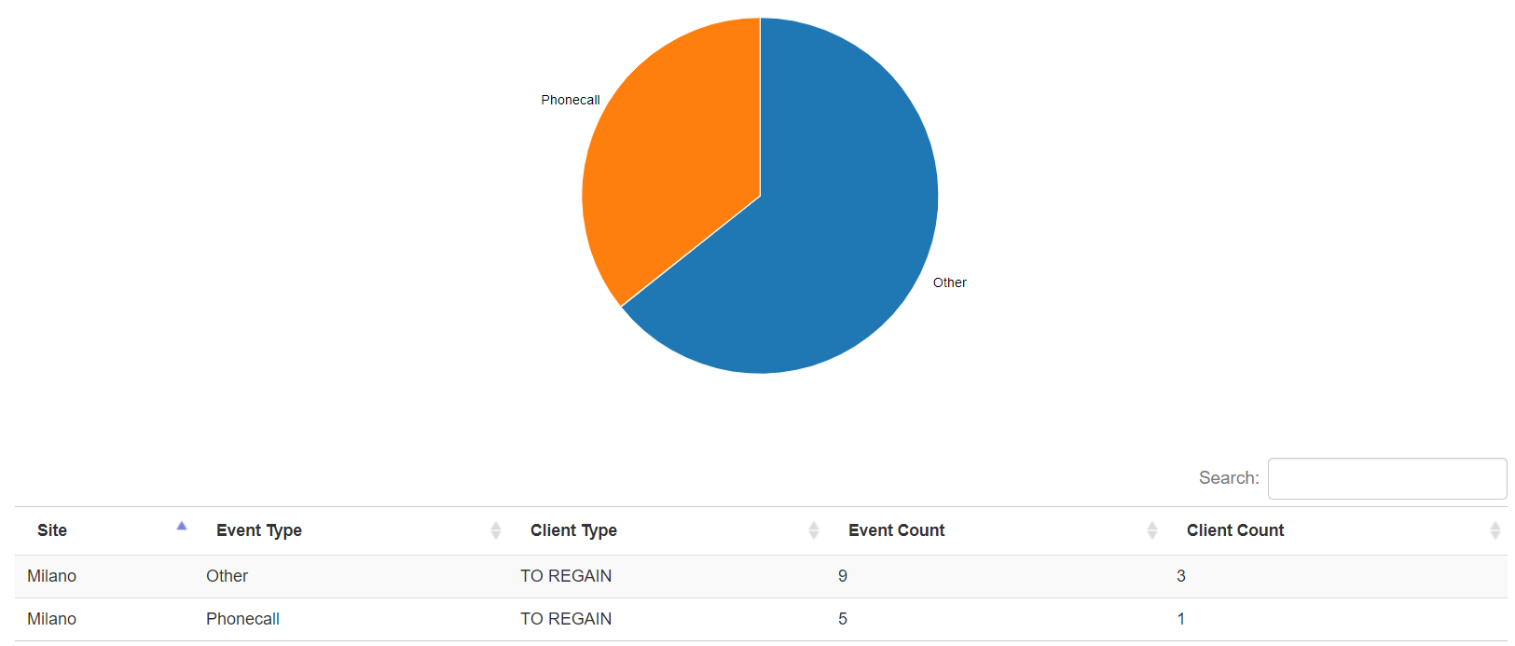 Phonecall
Other
Search:
Site Event Type Client Type Event Count Client Count
Milano Other TO REGAIN 9 3
Milano Phonecall TO REGAIN 5 1